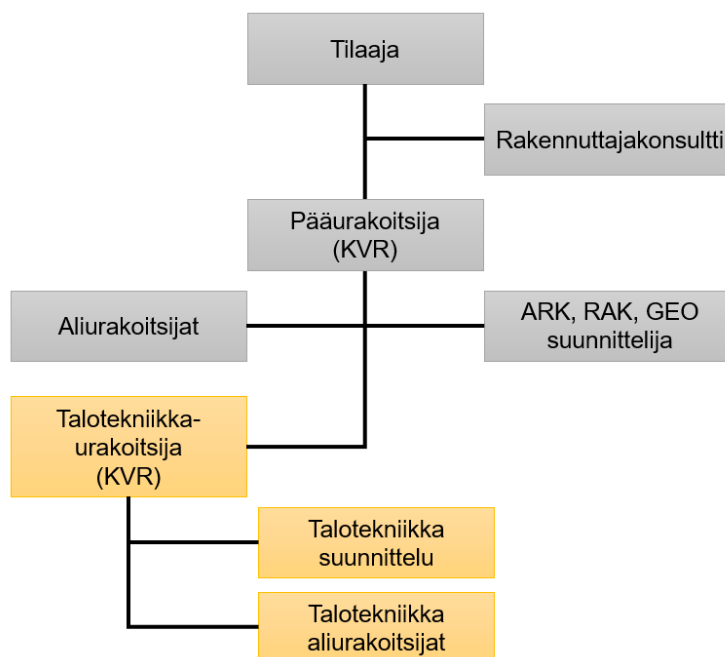 Tilaaja
Rakennuttajakonsultti
Pääurakoitsija
(KVR)
Aliurakoitsijat
ARK, RAK, GEO
suunnittelija
Talotekniikka-
urakoitsija
(KVR)
Talotekniikka
suunnittelu
Talotekniikka
aliurakoitsijat